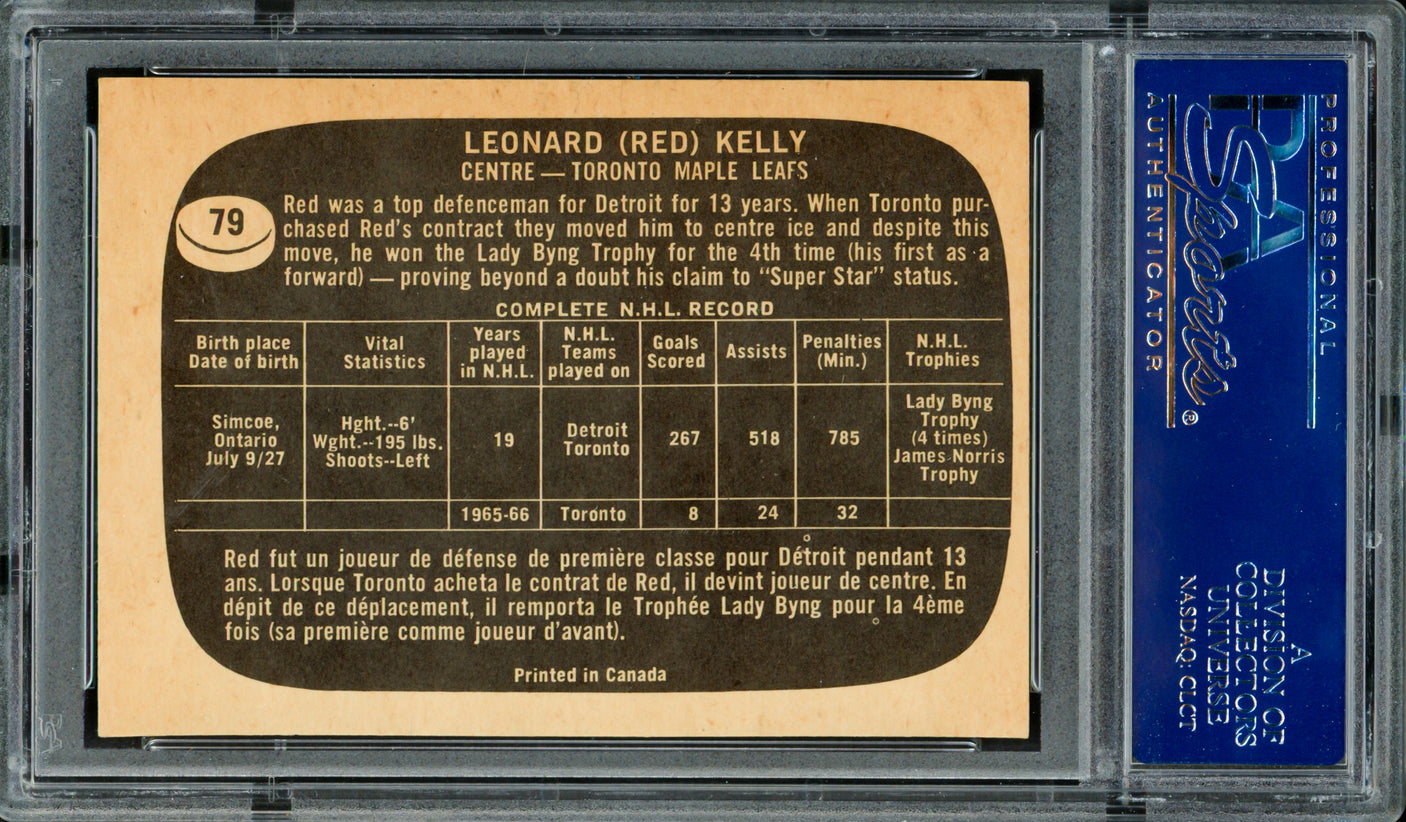 LEONARD (RED) KELLY
CENTRE — TORONTO MAPLE LEAFS
79
Red was a top defenceman for Detroit for 13 years. When Toronto pur-
chased Red's contract they moved him to centre ice and despite this
move, he won the Lady Byng Trophy for the 4th time (his first as a
forward) — proving beyond a doubt his claim to "Super Star" status.
COMPLETE N.H.L. RECORD
Birth place
Date of birth
Vital
Statistics
Years
played
in N.H.L.
N.H.L.
Teams
played on
Goals
Scored
Assists
Penalties
(Min.)
N.H.L.
Trophies
Simcoe,
Ontario
July 9/27
Hght.--6'
Wght.--195 lbs.
Shoots--Left
19
Detroit
Toronto
267
518
785
Lady Byng
Trophy
(4 times)
James Norris
Trophy
1965-66
Toronto
8
24
32
Red fut un joueur de défense de première classe pour Détroit pendant 13
ans. Lorsque Toronto acheta le contrat de Red, il devint joueur de centre. En
dépit de ce déplacement, il remporta le Trophée Lady Byng pour la 4ème
fois (sa première comme joueur d'avant).
Printed in Canada
PROFESSIONAL
PSA
Sports®
AUTHENTICATOR
A
DIVISION OF
COLLECTORS
UNIVERSE
NASDAQ: CLCT
PSA